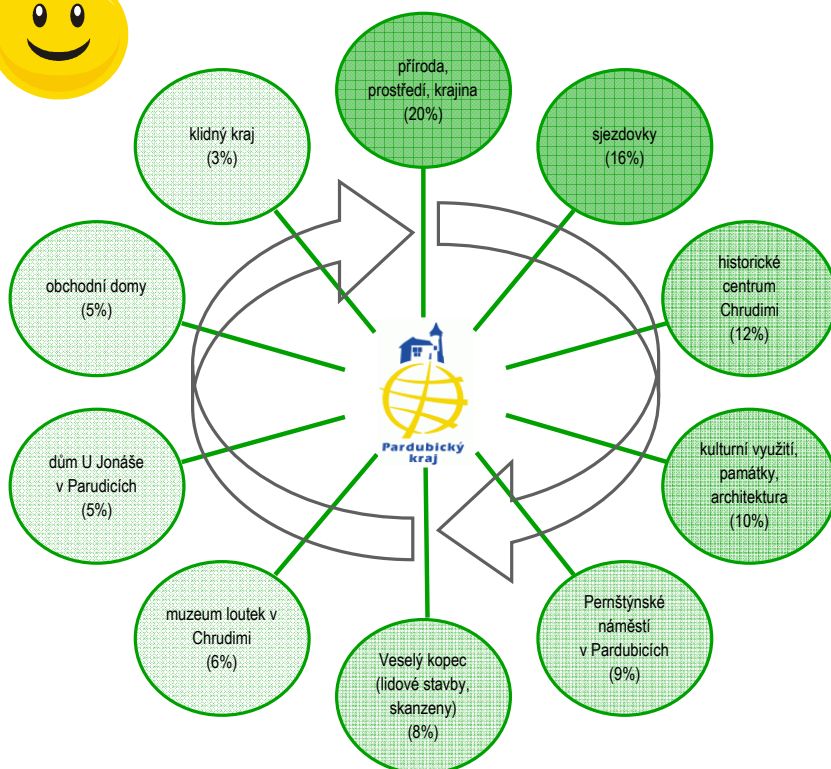 příroda,
prostředí, krajina
(20%)
sjezdovky
(16%)
historické
centrum
Chrudimi
(12%)
kulturní využití,
památky,
architektura
(10%)
Pernštýnské
náměstí
v Pardubicích
(9%)
Veselý kopec
(lidové stavby,
skanzeny)
(8%)
muzeum loutek v
Chrudimi
(6%)
dům U Jonáše
v Parudicích
(5%)
obchodní domy
(5%)
klidný kraj
(3%)
Pardubický
kraj